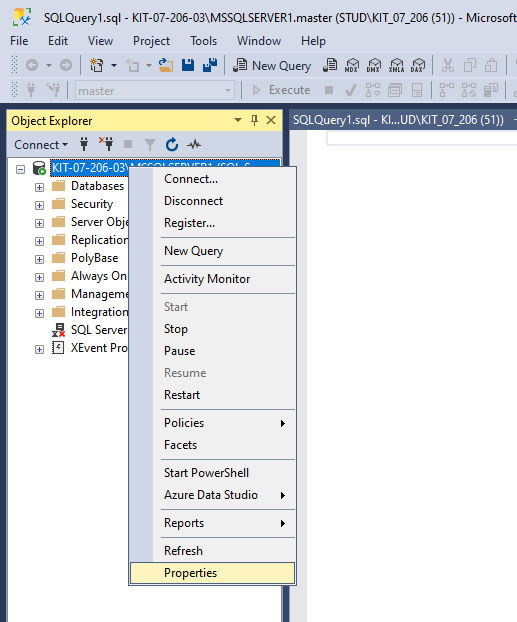 SQLQuery1.sql - KIT-07-206-03\MSSQLSERVER1.master (STUD\KIT_07_206 (51)) - Microsoft
File Edit View Project Tools Window Help
New Query MDX DMX XMLA DAX
master Execute
Object Explorer
SQLQuery1.sql - KI...UD\KIT_07_206 (51))
Connect
KIT-07-206-03\MSSQLSERVER1 (SQL S
Databases
Security
Server Obje
Replication
PolyBase
Always On
Manageme
Integration
SQL Server
XEvent Pro
Connect...
Disconnect
Register...
New Query
Activity Monitor
Start
Stop
Pause
Resume
Restart
Policies
Facets
Start PowerShell
Azure Data Studio
Reports
Refresh
Properties